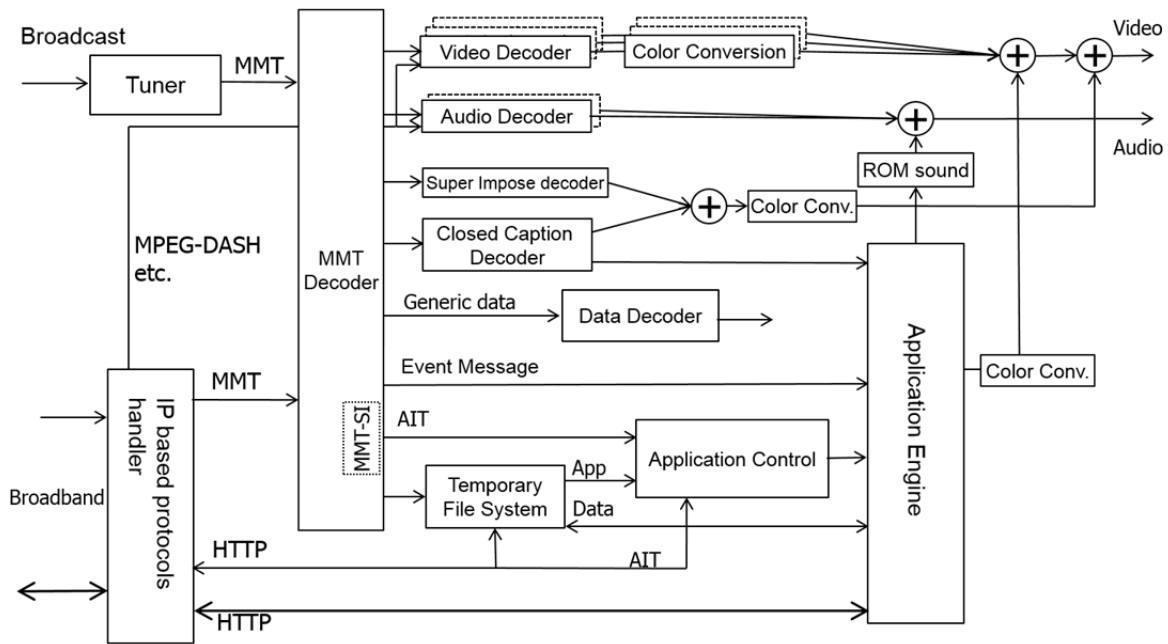 Broadcast
Tuner
MMT
MMT
Decoder
Video Decoder
Color Conversion
Video
Audio Decoder
Audio
ROM sound
Super Impose decoder
Color Conv.
Closed Caption
Decoder
MPEG-DASH
etc.
Generic data
Data Decoder
Event Message
Application Engine
Color Conv.
IP based protocols
handler
MMT
MMT-SI
AIT
Application Control
App
Temporary
File System
Data
Broadband
HTTP
AIT
HTTP
+
+
+
+